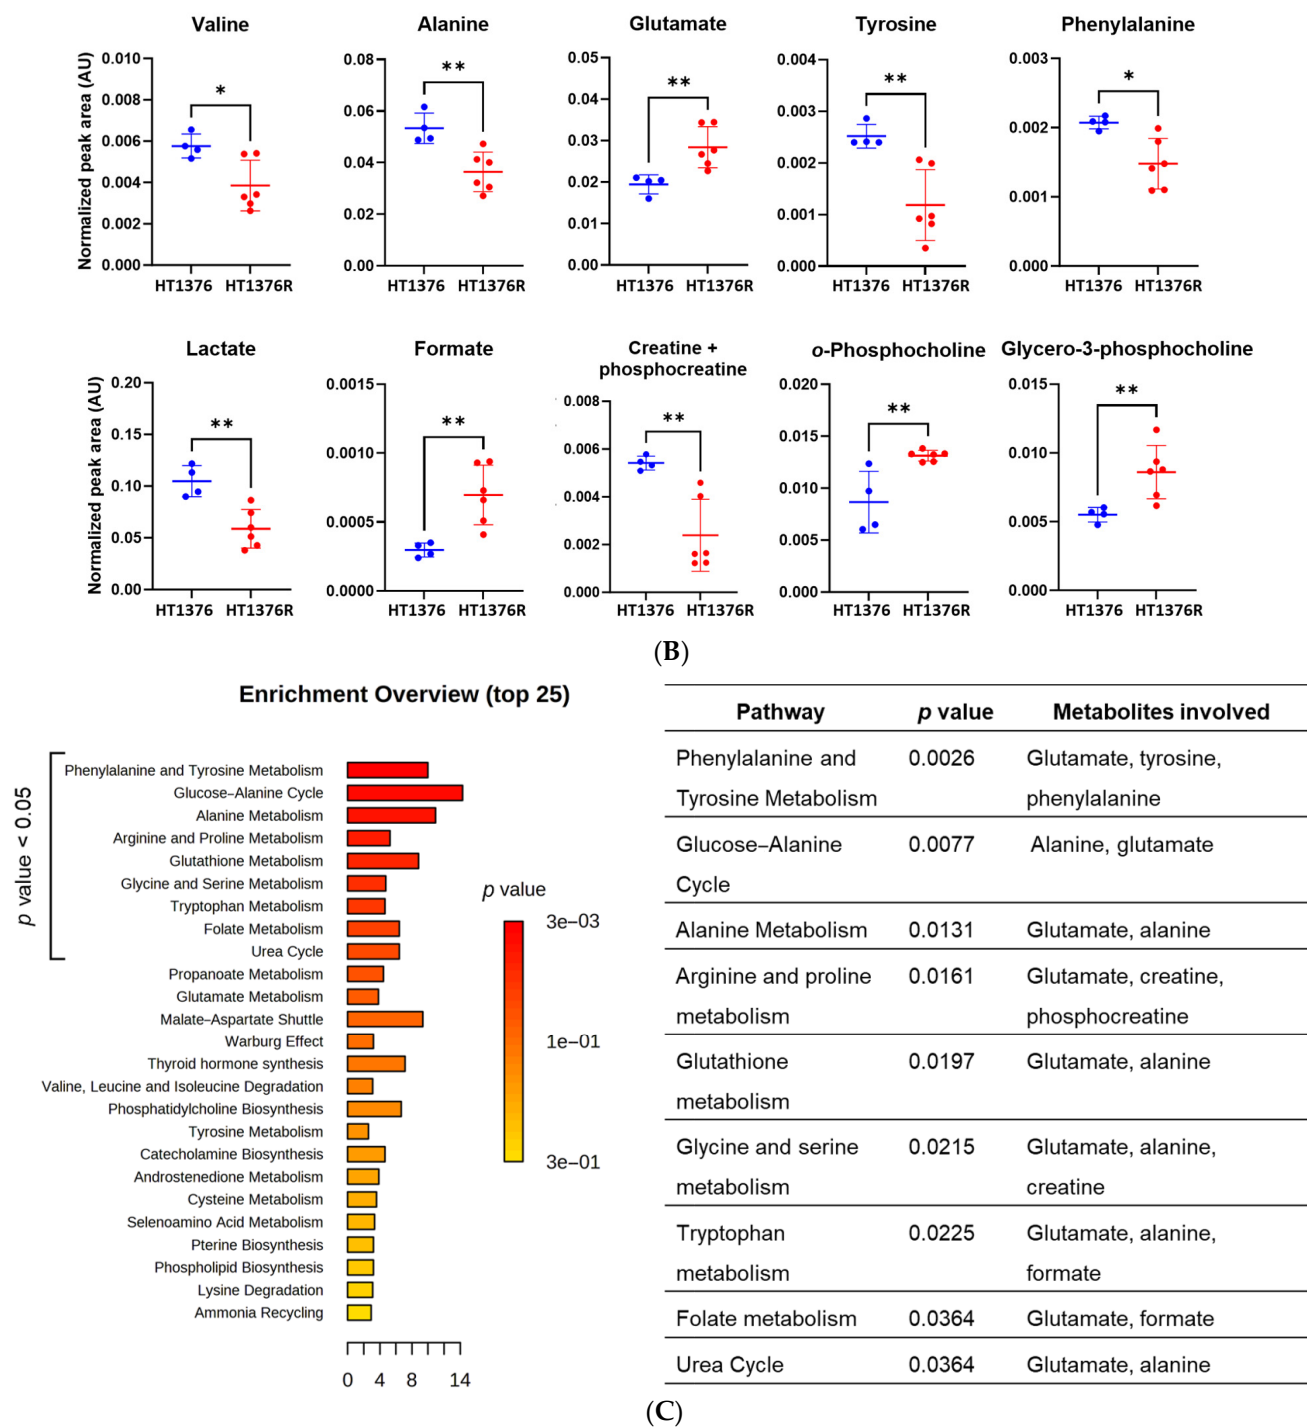 Valine Alanine Glutamate Tyrosine Phenylalanine
Normalized peak area (AU)
0.010
0.008
0.006
0.004
0.002
0.000
*
HT1376 HT1376R
0.08
0.06
0.04
0.02
0.00
**
HT1376 HT1376R
0.05
0.04
0.03
0.02
0.01
0.00
**
HT1376 HT1376R
0.004
0.003
0.002
0.001
0.000
**
HT1376 HT1376R
0.003
0.002
0.001
0.000
*
HT1376 HT1376R
Lactate Formate Creatine + phosphocreatine o-Phosphocholine Glycero-3-phosphocholine
Normalized peak area (AU)
0.20
0.15
0.10
0.05
0.00
**
HT1376 HT1376R
0.0015
0.0010
0.0005
0.0000
**
HT1376 HT1376R
0.008
0.006
0.004
0.002
0.000
**
HT1376 HT1376R
0.020
0.015
0.010
0.005
0.000
**
HT1376 HT1376R
0.015
0.010
0.005
0.000
**
HT1376 HT1376R
(B)
Enrichment Overview (top 25)
p value < 0.05
Phenylalanine and Tyrosine Metabolism
Glucose–Alanine Cycle
Alanine Metabolism
Arginine and Proline Metabolism
Glutathione Metabolism
Glycine and Serine Metabolism
Tryptophan Metabolism
Folate Metabolism
Urea Cycle
Propanoate Metabolism
Glutamate Metabolism
Malate–Aspartate Shuttle
Warburg Effect
Thyroid hormone synthesis
Valine, Leucine and Isoleucine Degradation
Phosphatidylcholine Biosynthesis
Tyrosine Metabolism
Catecholamine Biosynthesis
Androstenedione Metabolism
Cysteine Metabolism
Selenoamino Acid Metabolism
Pterine Biosynthesis
Phospholipid Biosynthesis
Lysine Degradation
Ammonia Recycling
0 4 8 14
p value
3e–03
1e–01
3e–01
Pathway p value Metabolites involved
Phenylalanine and 0.0026 Glutamate, tyrosine,
Tyrosine Metabolism phenylalanine
Glucose–Alanine 0.0077 Alanine, glutamate
Cycle
Alanine Metabolism 0.0131 Glutamate, alanine
Arginine and proline 0.0161 Glutamate, creatine,
metabolism phosphocreatine
Glutathione 0.0197 Glutamate, alanine
metabolism
Glycine and serine 0.0215 Glutamate, alanine,
metabolism creatine
Tryptophan 0.0225 Glutamate, alanine,
metabolism formate
Folate metabolism 0.0364 Glutamate, formate
Urea Cycle 0.0364 Glutamate, alanine
(C)